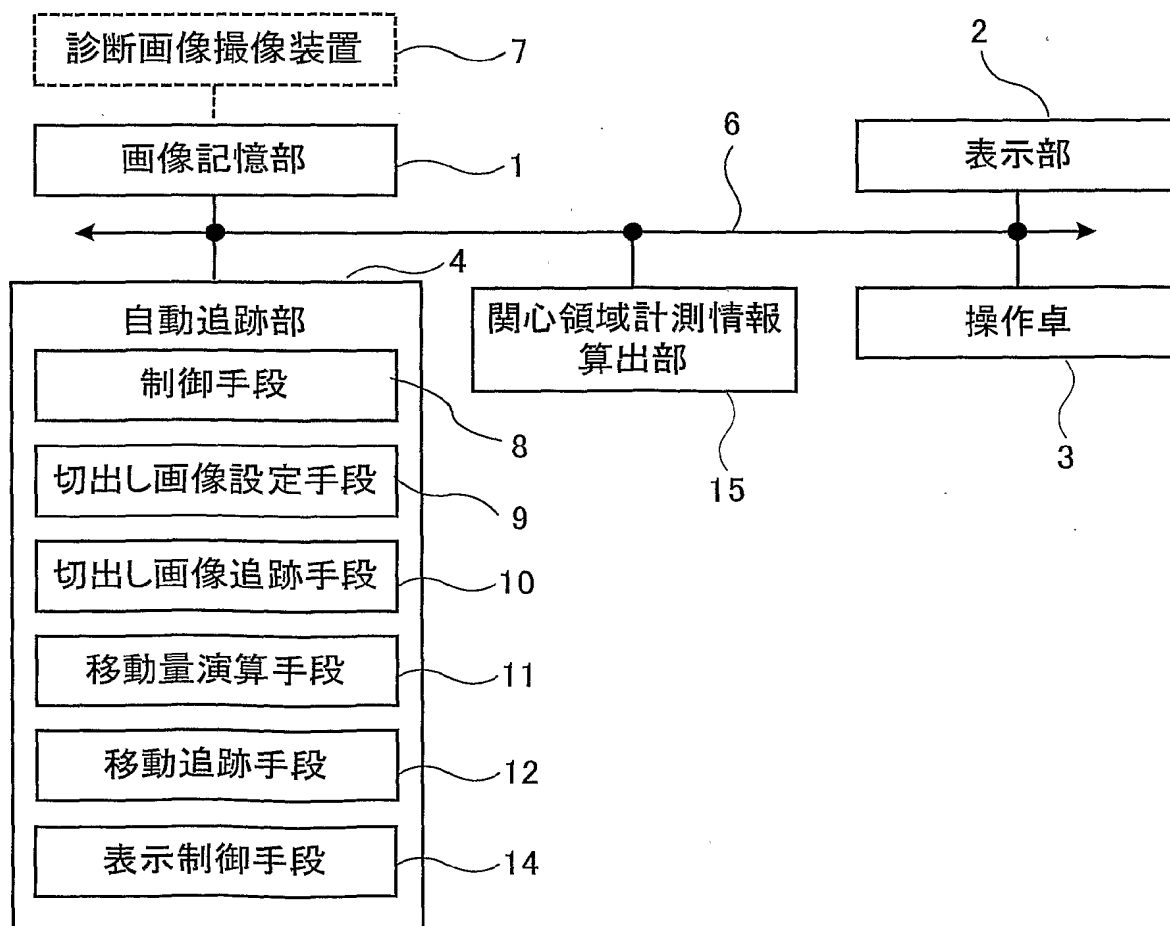 診断画像撮像装置
7
2
画像記憶部
1
6
表示部
4
自動追跡部
制御手段
8
切出し画像設定手段
9
切出し画像追跡手段
10
移動量演算手段
11
移動追跡手段
12
表示制御手段
14
関心領域計測情報
算出部
15
操作卓
3